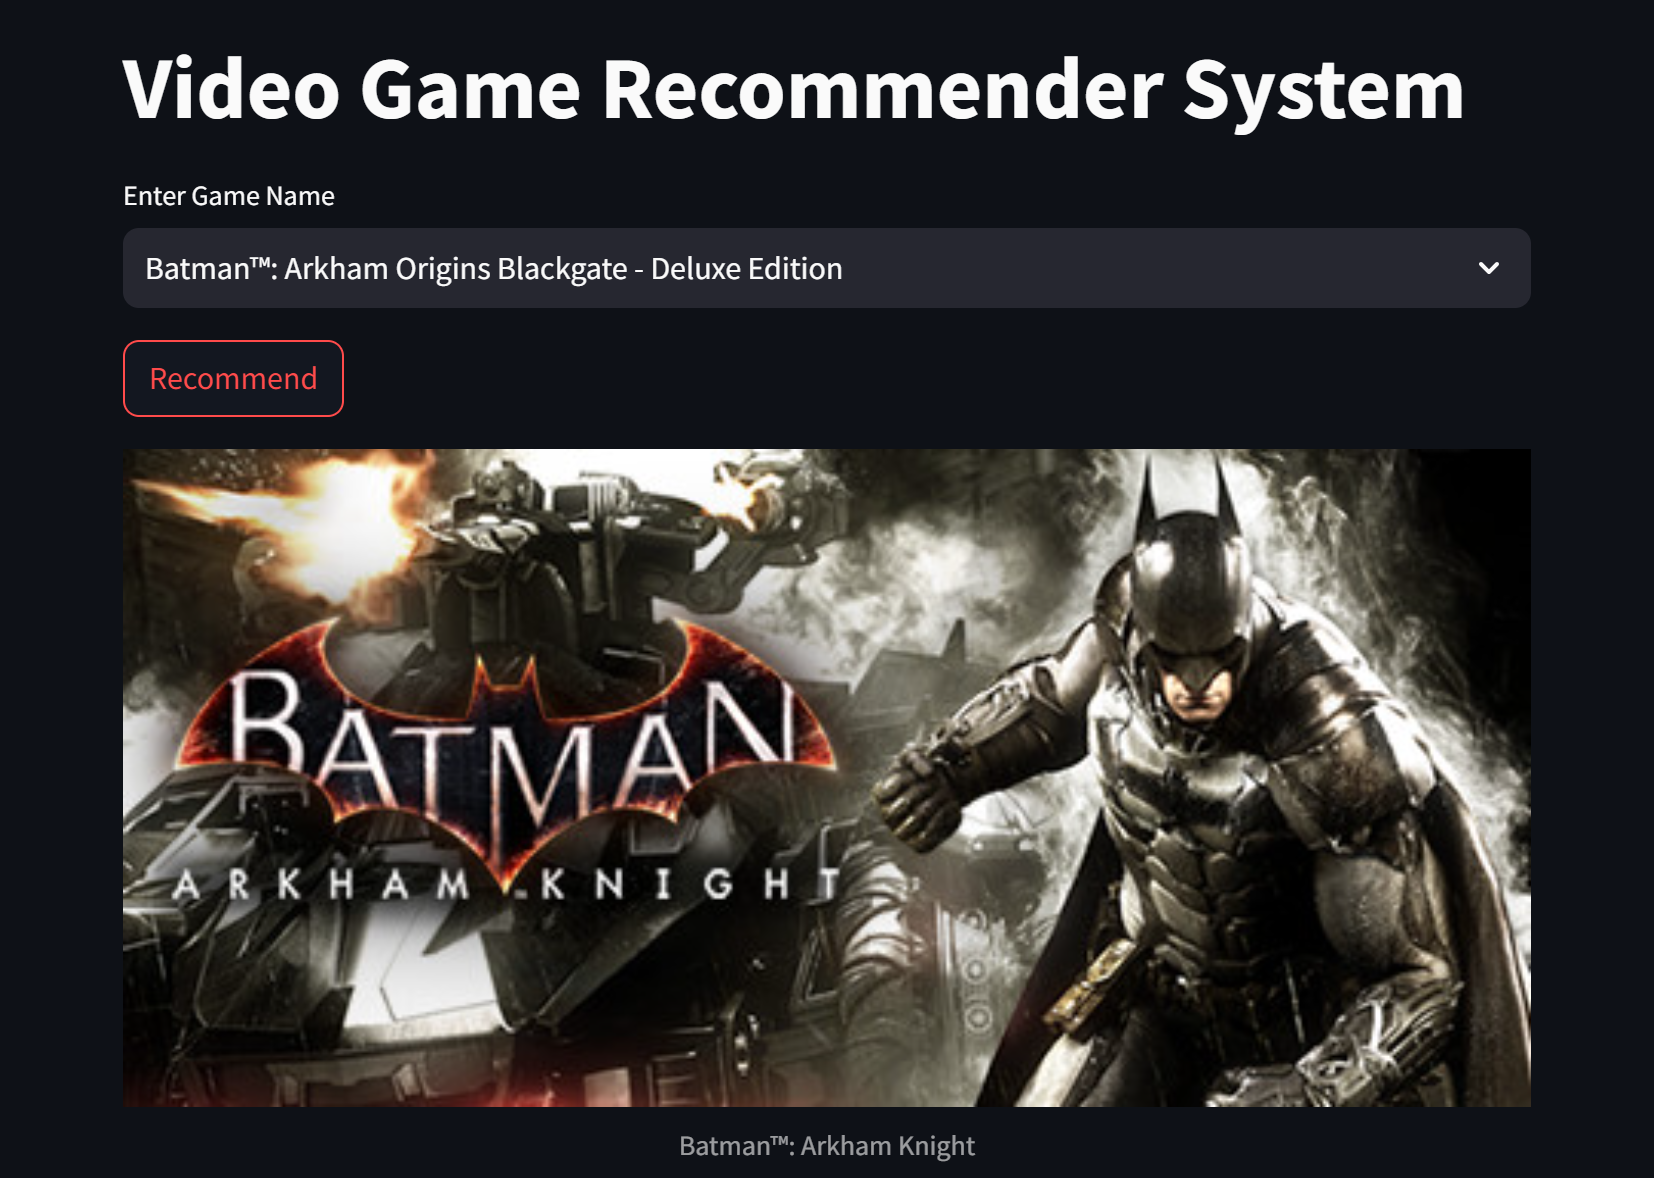 Video Game Recommender System
Enter Game Name
Batman™: Arkham Origins Blackgate - Deluxe Edition
Recommend
BATMAN
ARKHAM KNIGHT
Batman™: Arkham Knight